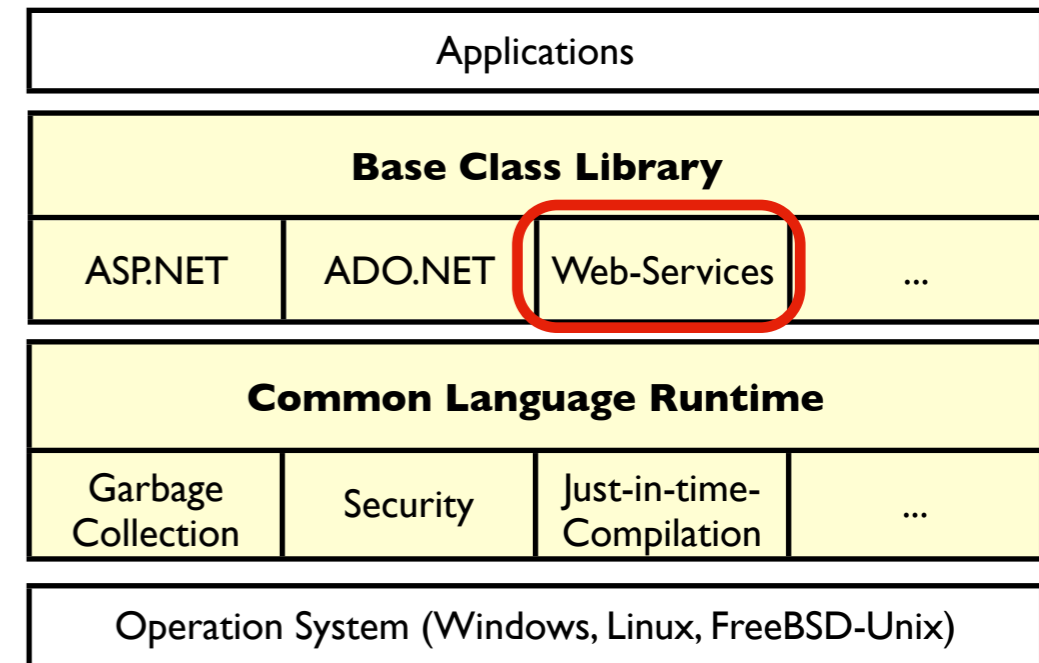 Applications
Base Class Library
ASP.NET ADO.NET Web-Services ...
Common Language Runtime
Garbage Collection Security Just-in-time-Compilation ...
Operation System (Windows, Linux, FreeBSD-Unix)